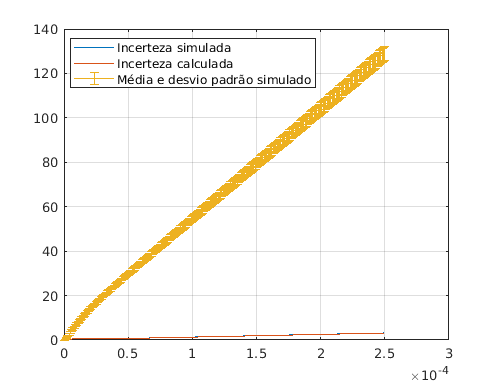 140
120
100
80
60
40
20
0
Incerteza simulada
Incerteza calculada
Média e desvio padrão simulado
0 0.5 1 1.5 2 2.5 3
×10⁻⁴